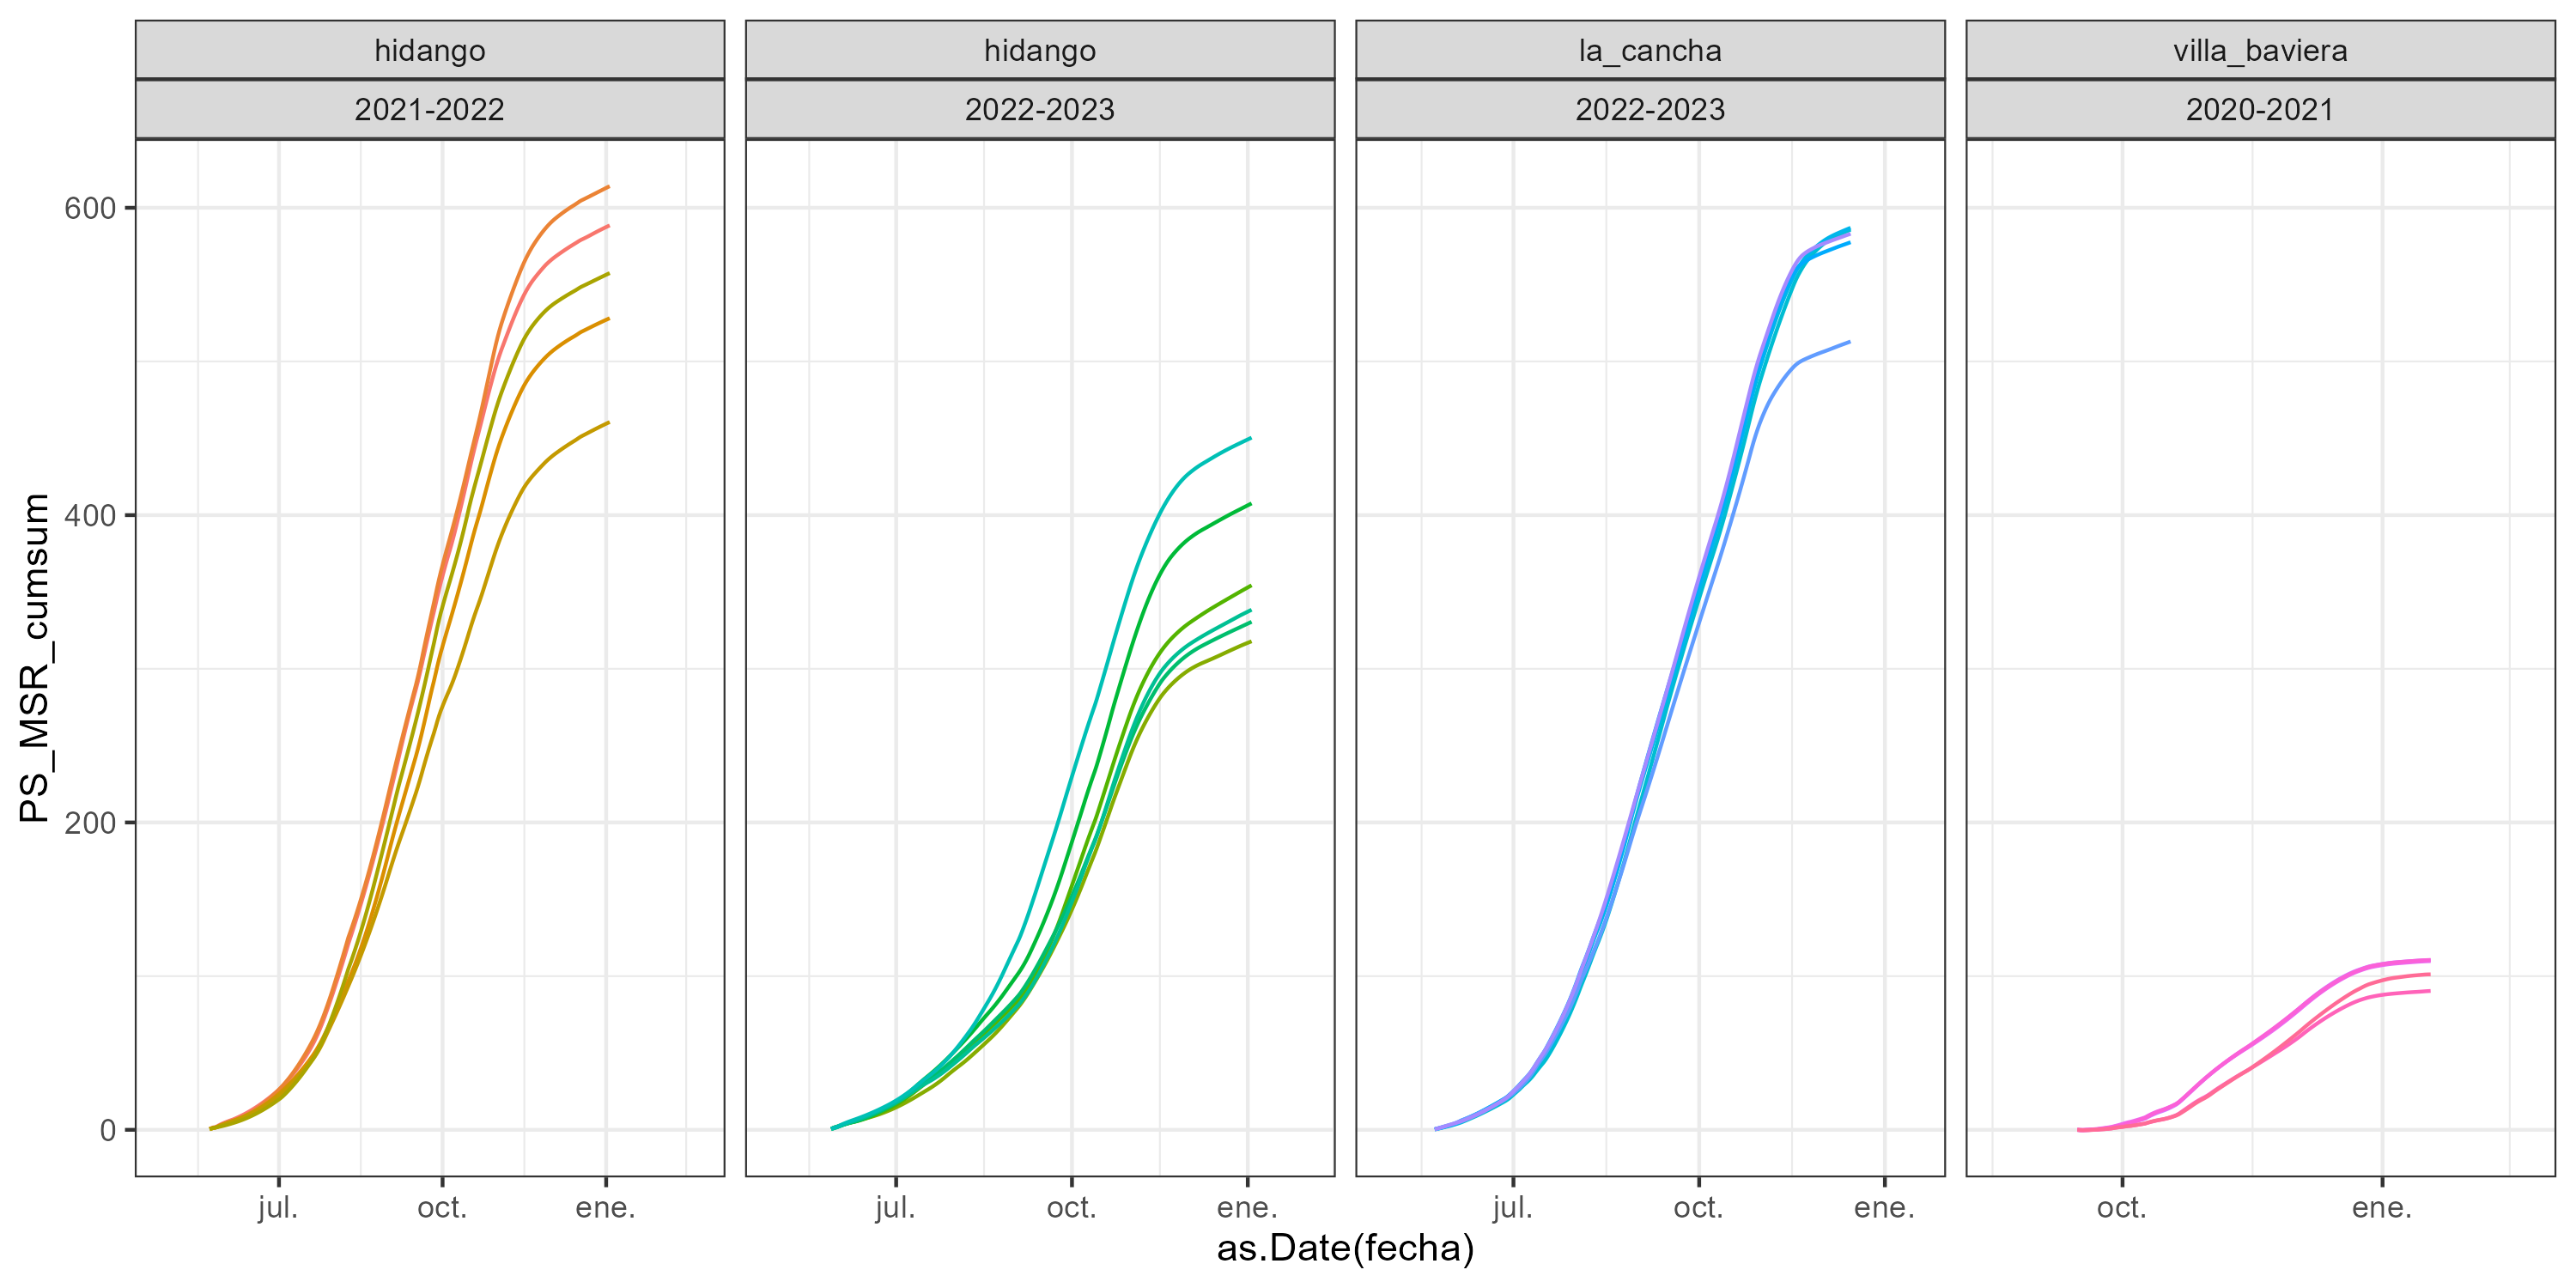 hidango
hidango
la_cancha
villa_baviera
2021-2022
2022-2023
2022-2023
2020-2021
PS_MSR_cumsum
600
400
200
0
jul. oct. ene.
jul. oct. ene.
jul. oct. ene.
oct. ene.
as.Date(fecha)